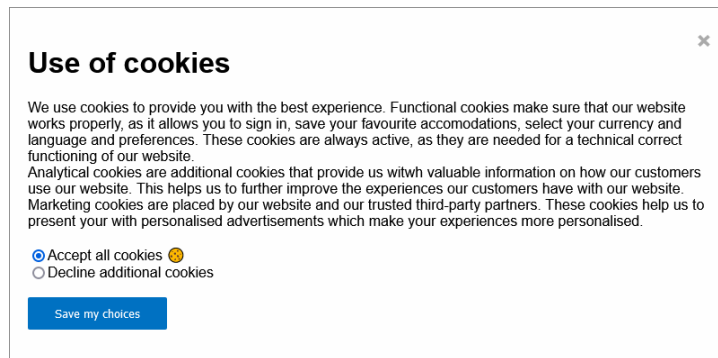 Use of cookies
We use cookies to provide you with the best experience. Functional cookies make sure that our website
works properly, as it allows you to sign in, save your favourite accomodations, select your currency and
language and preferences. These cookies are always active, as they are needed for a technical correct
functioning of our website.
Analytical cookies are additional cookies that provide us witwh valuable information on how our customers
use our website. This helps us to further improve the experiences our customers have with our website.
Marketing cookies are placed by our website and our trusted third-party partners. These cookies help us to
present your with personalised advertisements which make your experiences more personalised.
Accept all cookies
Decline additional cookies
Save my choices